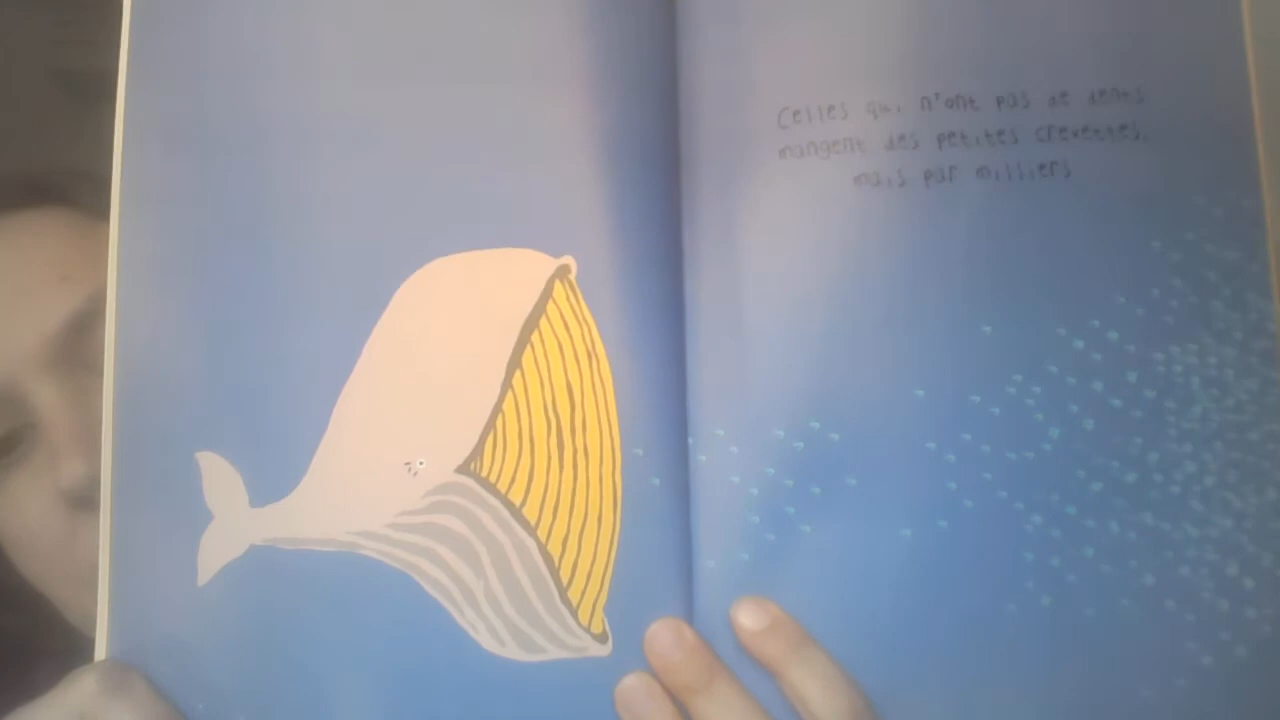 Celles qui n'ont pas de dents
mangent des petites crevettes,
mais par milliers